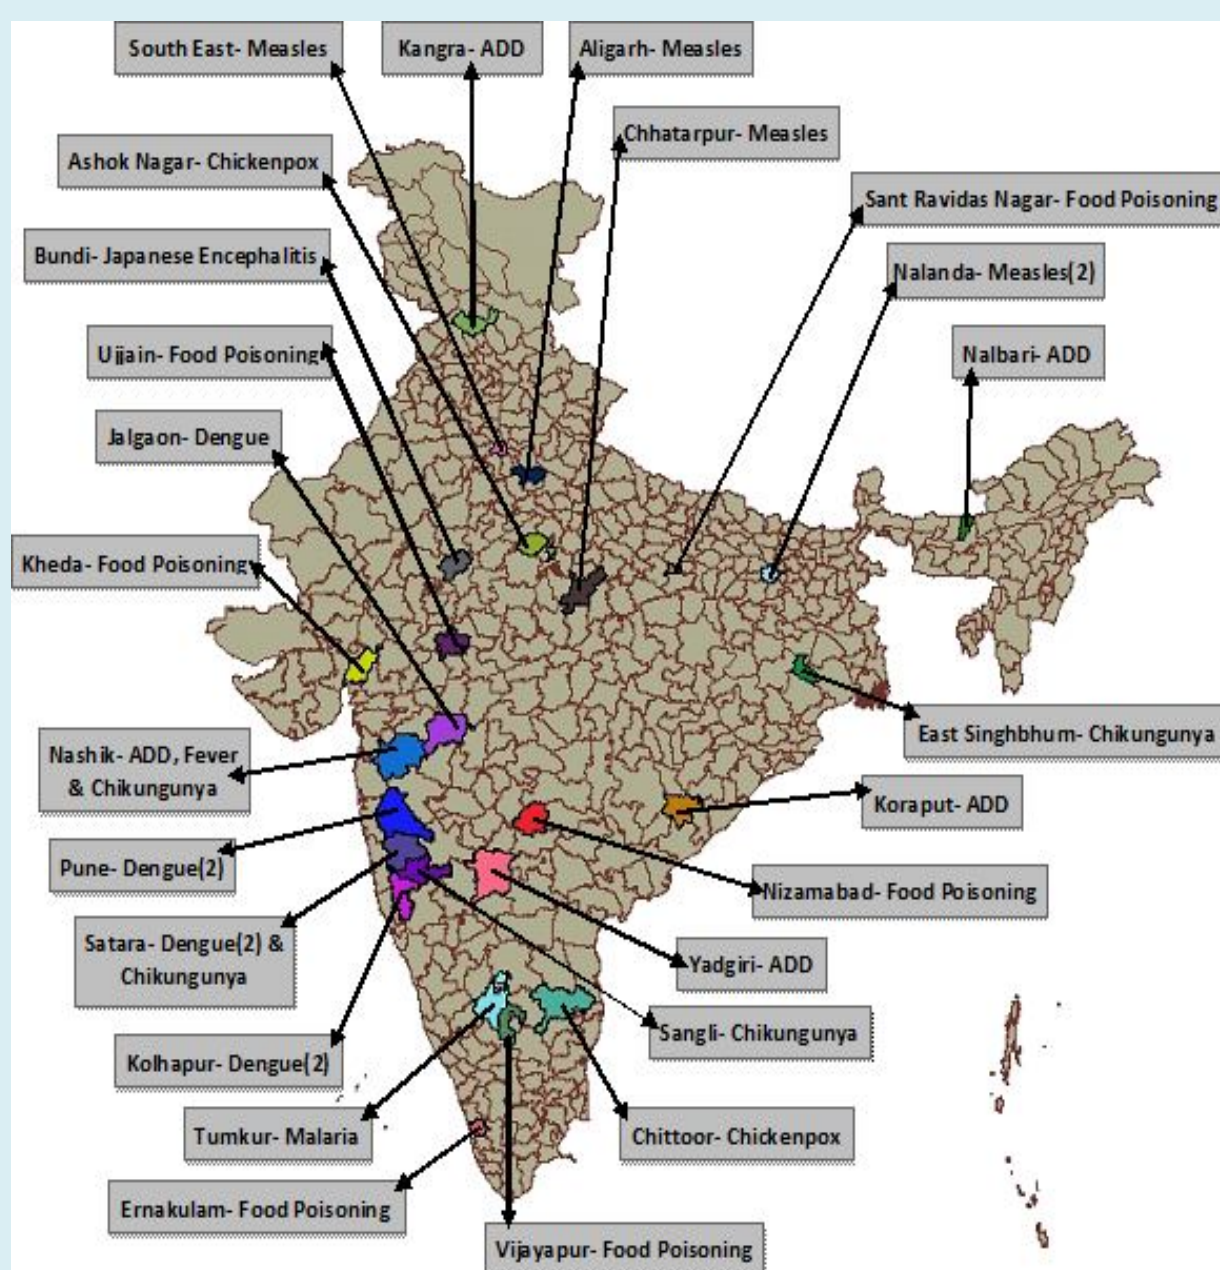 South East- Measles
Kangra- ADD
Aligarh- Measles
Chhatarpur- Measles
Ashok Nagar- Chickenpox
Sant Ravidas Nagar- Food Poisoning
Bundi- Japanese Encephalitis
Nalanda- Measles(2)
Ujjain- Food Poisoning
Nalbari- ADD
Jalgaon- Dengue
Kheda- Food Poisoning
East Singhbhum- Chikungunya
Nashik- ADD, Fever
& Chikungunya
Koraput- ADD
Pune- Dengue(2)
Nizamabad- Food Poisoning
Satara- Dengue(2) &
Chikungunya
Yadgiri- ADD
Sangli- Chikungunya
Kolhapur- Dengue(2)
Tumkur- Malaria
Chittoor- Chickenpox
Ernakulam- Food Poisoning
Vijayapur- Food Poisoning